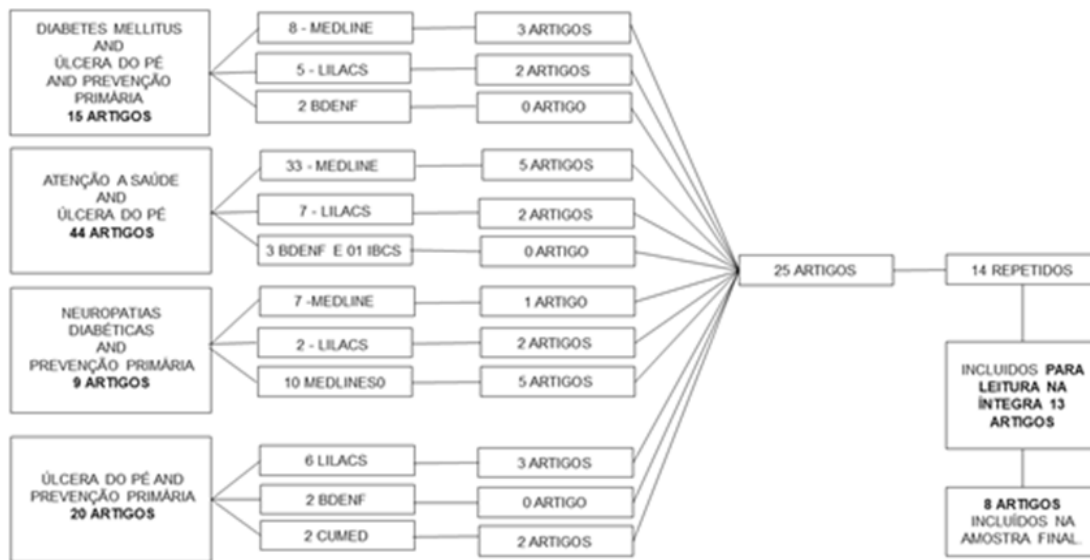 DIABETES MELLITUS
AND
ÚLCERA DO PÉ
AND PREVENÇÃO
PRIMÁRIA
15 ARTIGOS
8 - MEDLINE
3 ARTIGOS
5 - LILACS
2 ARTIGOS
2 BDENF
0 ARTIGO
ATENÇÃO A SAÚDE
AND
ÚLCERA DO PÉ
44 ARTIGOS
33 - MEDLINE
5 ARTIGOS
7 - LILACS
2 ARTIGOS
3 BDENF E 01 IBCS
0 ARTIGO
NEUROPATIAS
DIABÉTICAS
AND
PREVENÇÃO PRIMÁRIA
9 ARTIGOS
7 -MEDLINE
1 ARTIGO
2 - LILACS
2 ARTIGOS
10 MEDLINES0
5 ARTIGOS
ÚLCERA DO PÉ AND
PREVENÇÃO PRIMÁRIA
20 ARTIGOS
6 LILACS
3 ARTIGOS
2 BDENF
0 ARTIGO
2 CUMED
2 ARTIGOS
25 ARTIGOS
14 REPETIDOS
INCLUIDOS PARA
LEITURA NA
ÍNTEGRA 13
ARTIGOS
8 ARTIGOS
INCLUÍDOS NA
AMOSTRA FINAL.